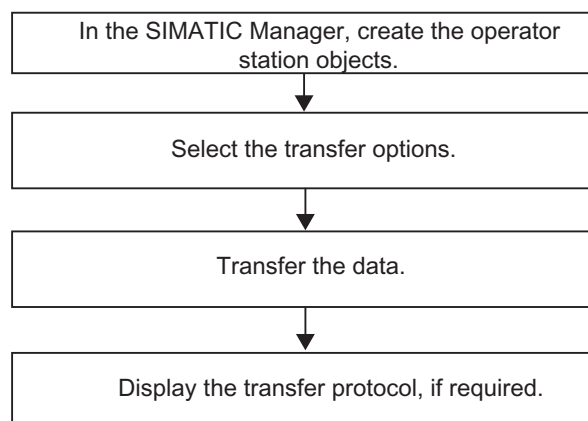 In the SIMATIC Manager, create the operator
station objects.
Select the transfer options.
Transfer the data.
Display the transfer protocol, if required.